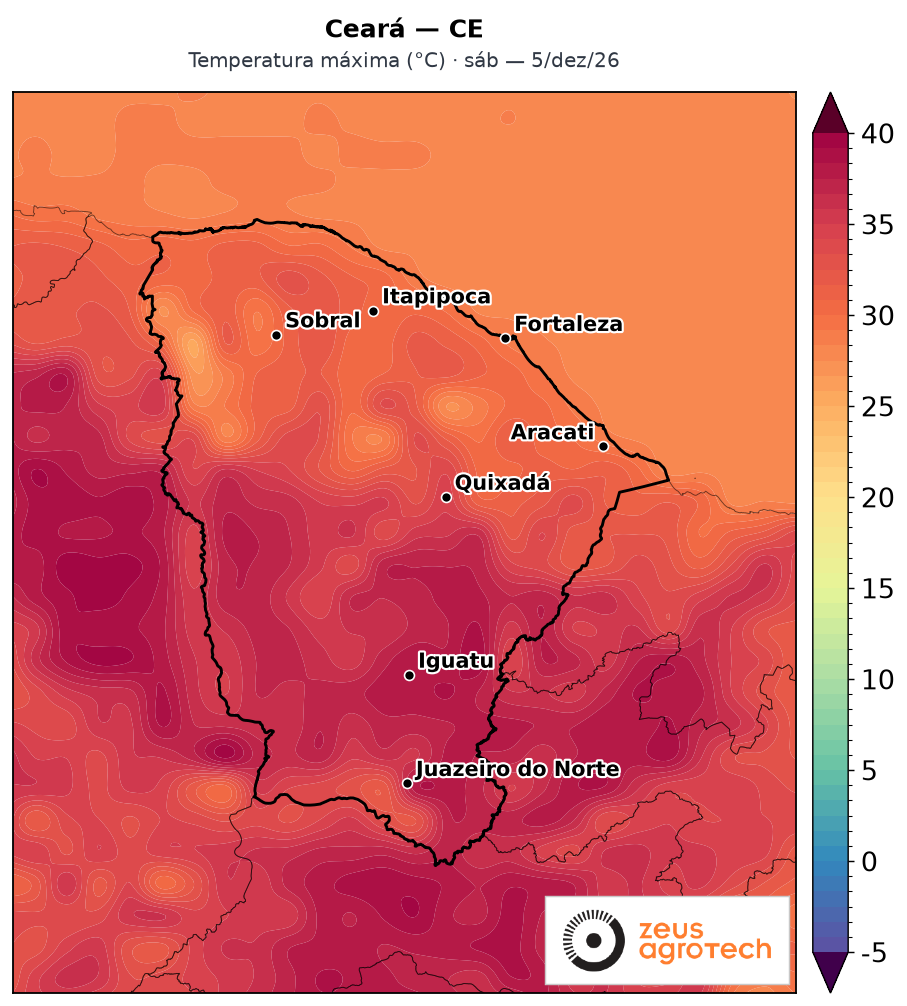 Ceará — CE
Temperatura máxima (°C) · sáb — 5/dez/26
Itapipoca
Sobral
Fortaleza
Aracati
Quixadá
Iguatu
Juazeiro do Norte
40
35
30
25
20
15
10
5
0
-5
zeus
agrotech